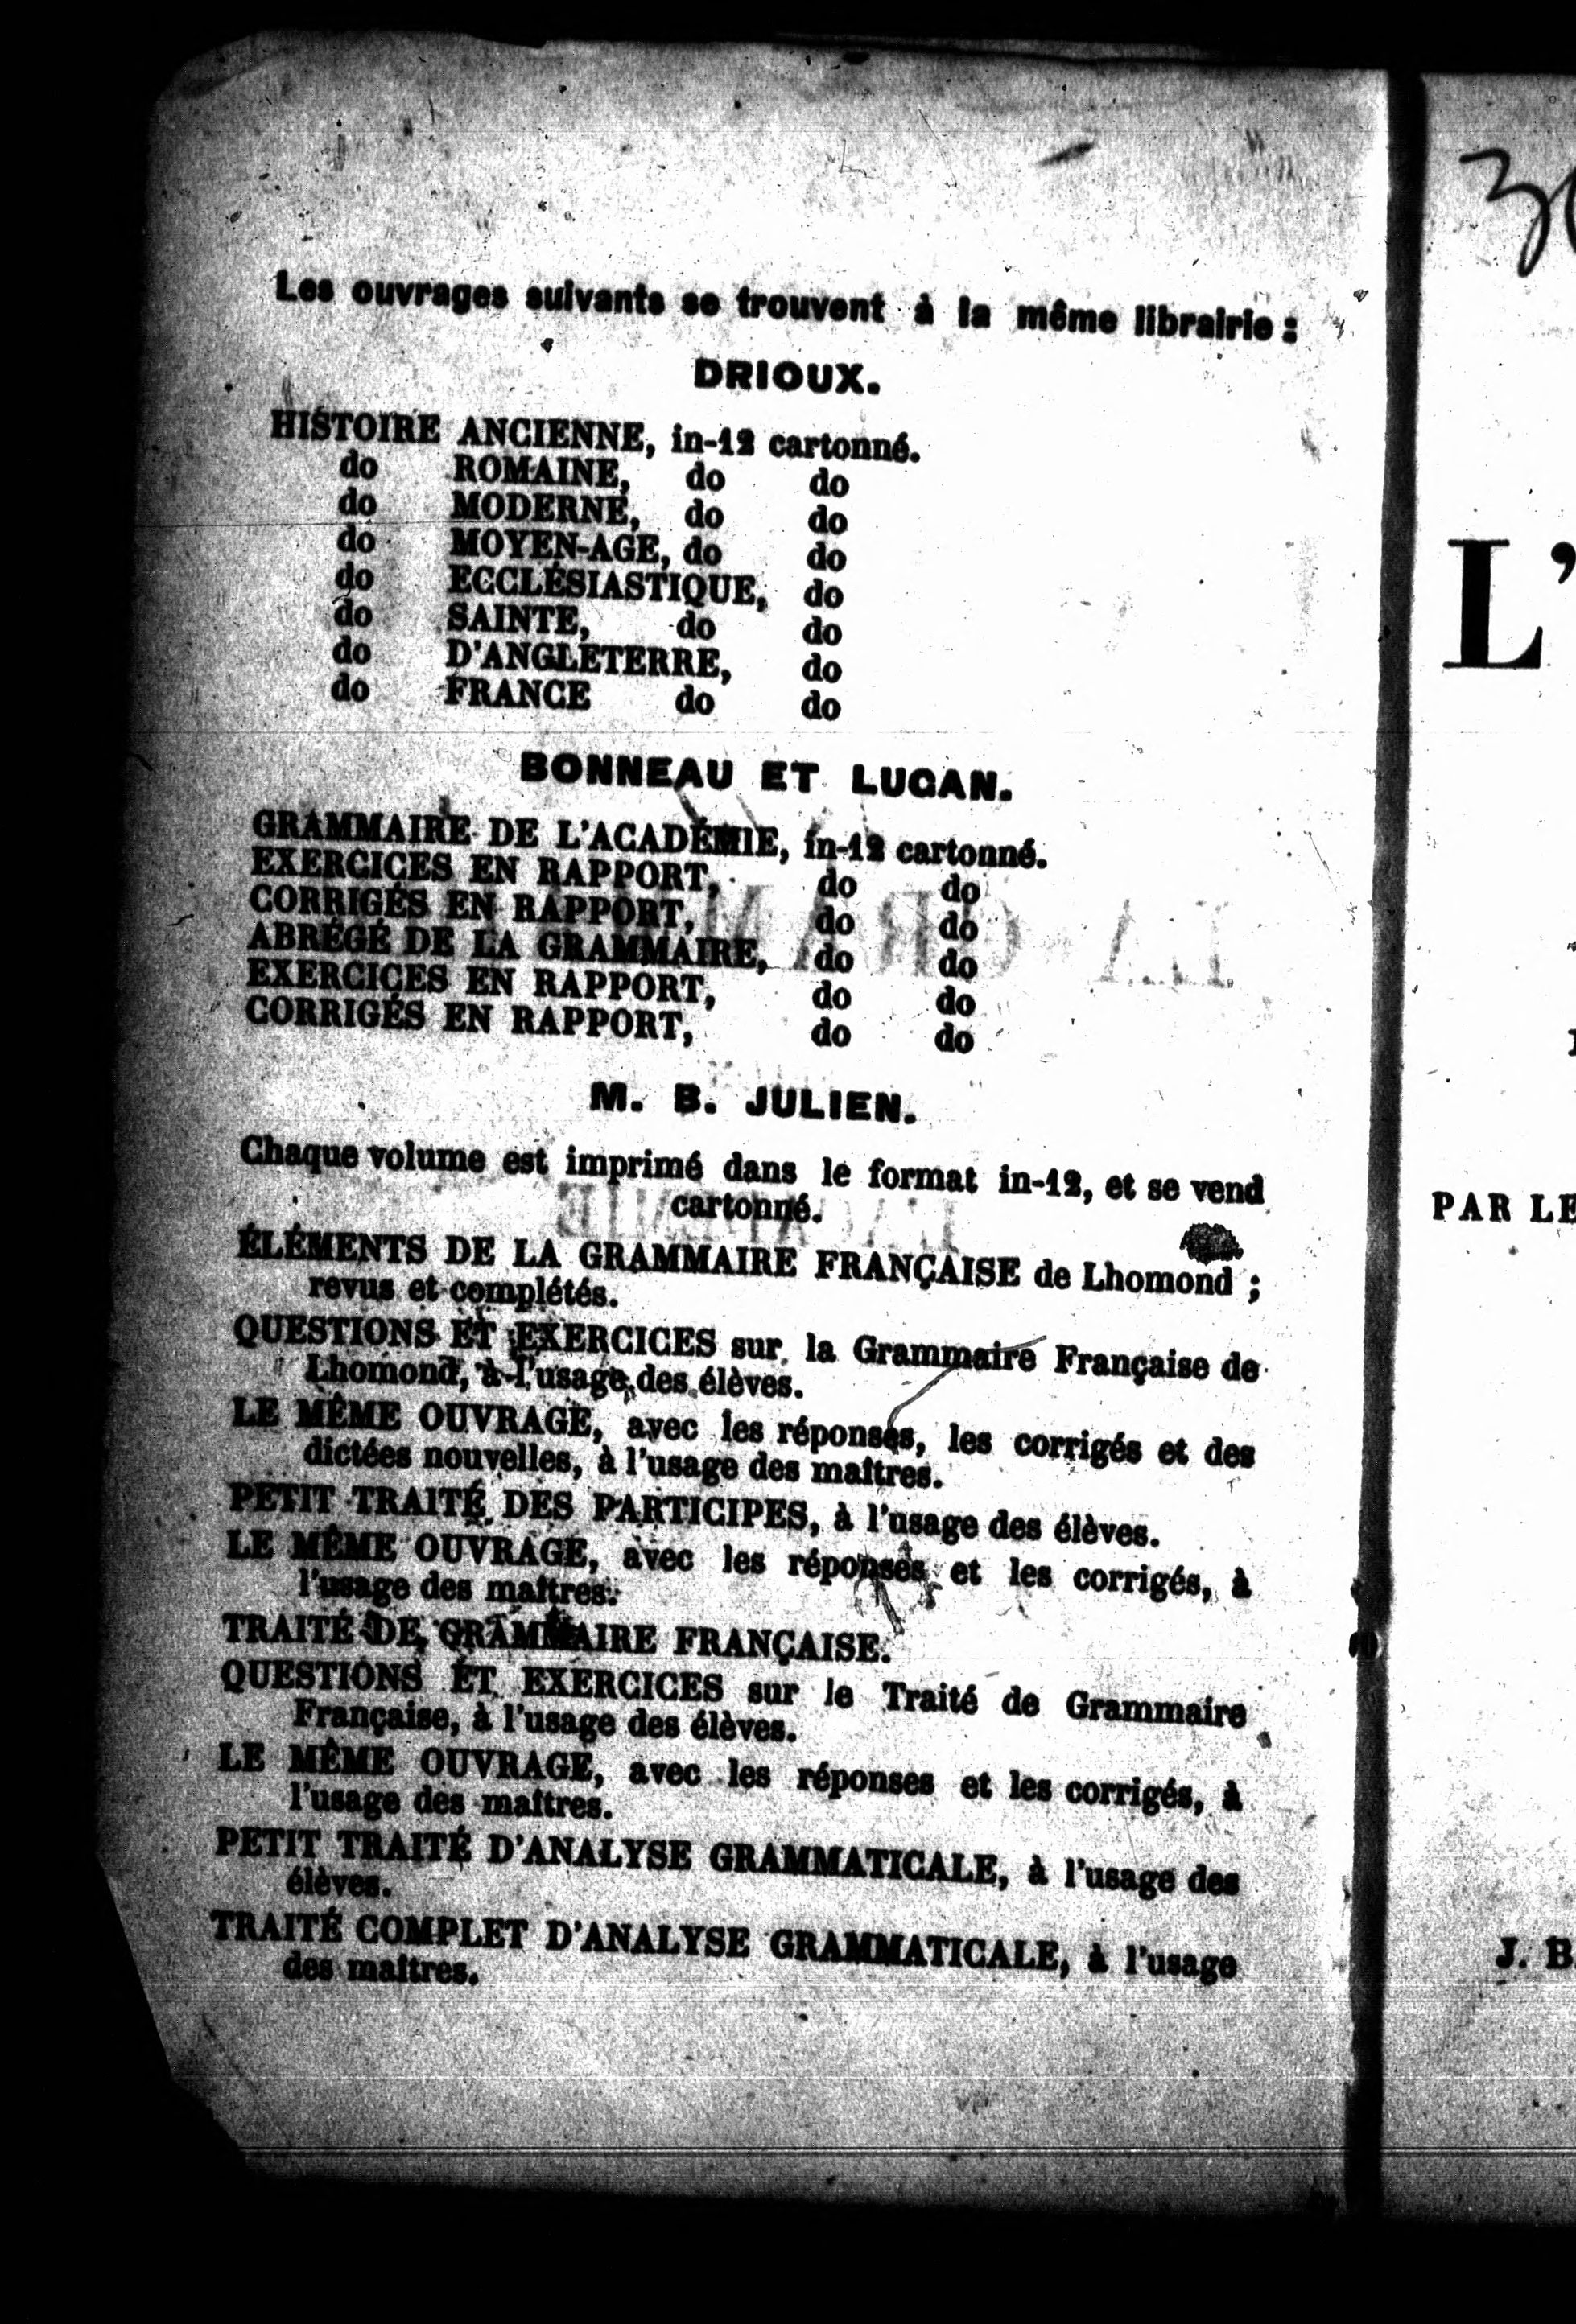 Les ouvrages suivants se trouvent à la même librairie :
DRIOUX.
HISTOIRE ANCIENNE, in-12 cartonné.
do ROMAINE, do do
do MODERNE, do do
do MOYEN-AGE, do do
do ECCLÉSIASTIQUE, do
do SAINTE, do do
do D'ANGLETERRE, do
do FRANCE do do
BONNEAU ET LUCAN.
GRAMMAIRE DE L'ACADÉMIE, in-12 cartonné.
EXERCICES EN RAPPORT, do do
CORRIGÉS EN RAPPORT, do do
ABRÉGÉ DE LA GRAMMAIRE, do do
EXERCICES EN RAPPORT, do do
CORRIGÉS EN RAPPORT, do do
M. B. JULIEN.
Chaque volume est imprimé dans le format in-12, et se vend
cartonné.
ÉLÉMENTS DE LA GRAMMAIRE FRANÇAISE de Lhomond ;
revus et complétés.
QUESTIONS ET EXERCICES sur la Grammaire Française de
Lhomond, à l'usage des élèves.
LE MÊME OUVRAGE, avec les réponses, les corrigés et des
dictées nouvelles, à l'usage des maîtres.
PETIT TRAITÉ DES PARTICIPES, à l'usage des élèves.
LE MÊME OUVRAGE, avec les réponses et les corrigés, à
l'usage des maîtres.
TRAITÉ DE GRAMMAIRE FRANÇAISE.
QUESTIONS ET EXERCICES sur le Traité de Grammaire
Française, à l'usage des élèves.
LE MÊME OUVRAGE, avec les réponses et les corrigés, à
l'usage des maîtres.
PETIT TRAITÉ D'ANALYSE GRAMMATICALE, à l'usage des
élèves.
TRAITÉ COMPLET D'ANALYSE GRAMMATICALE, à l'usage
des maîtres.
L'
PAR LE
J. B.